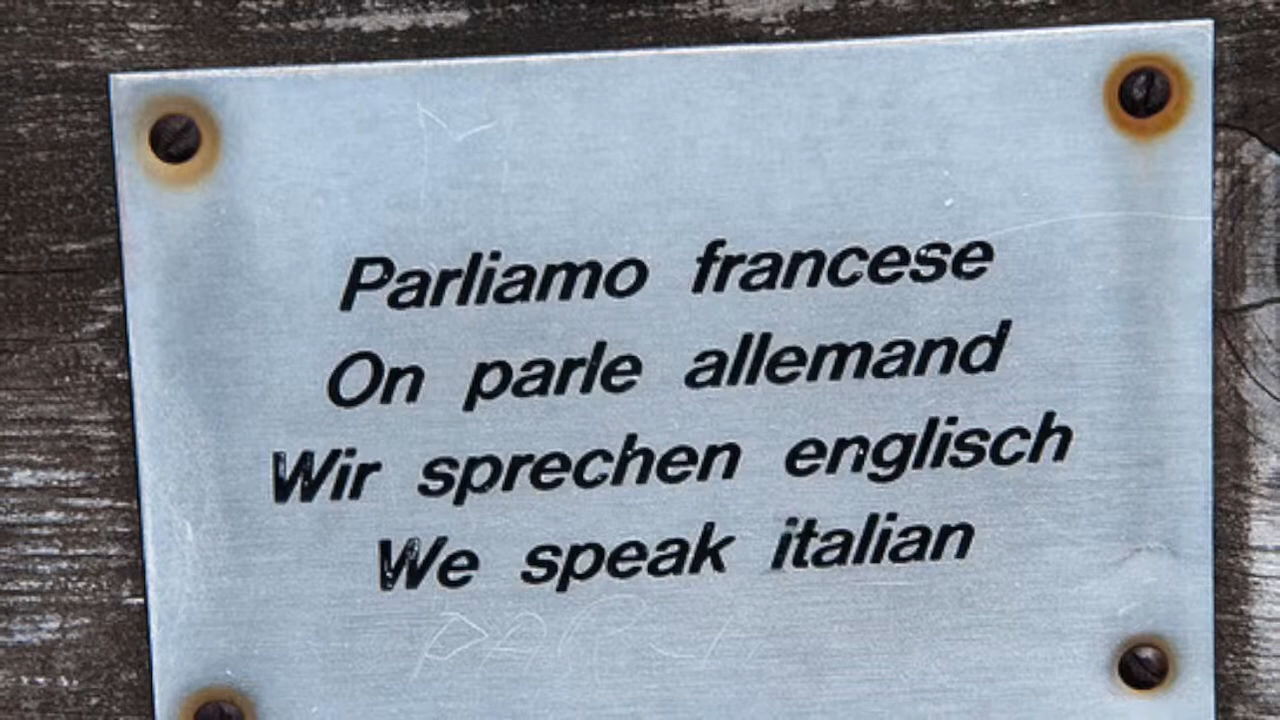 Parliamo francese
On parle allemand
Wir sprechen englisch
We speak italian